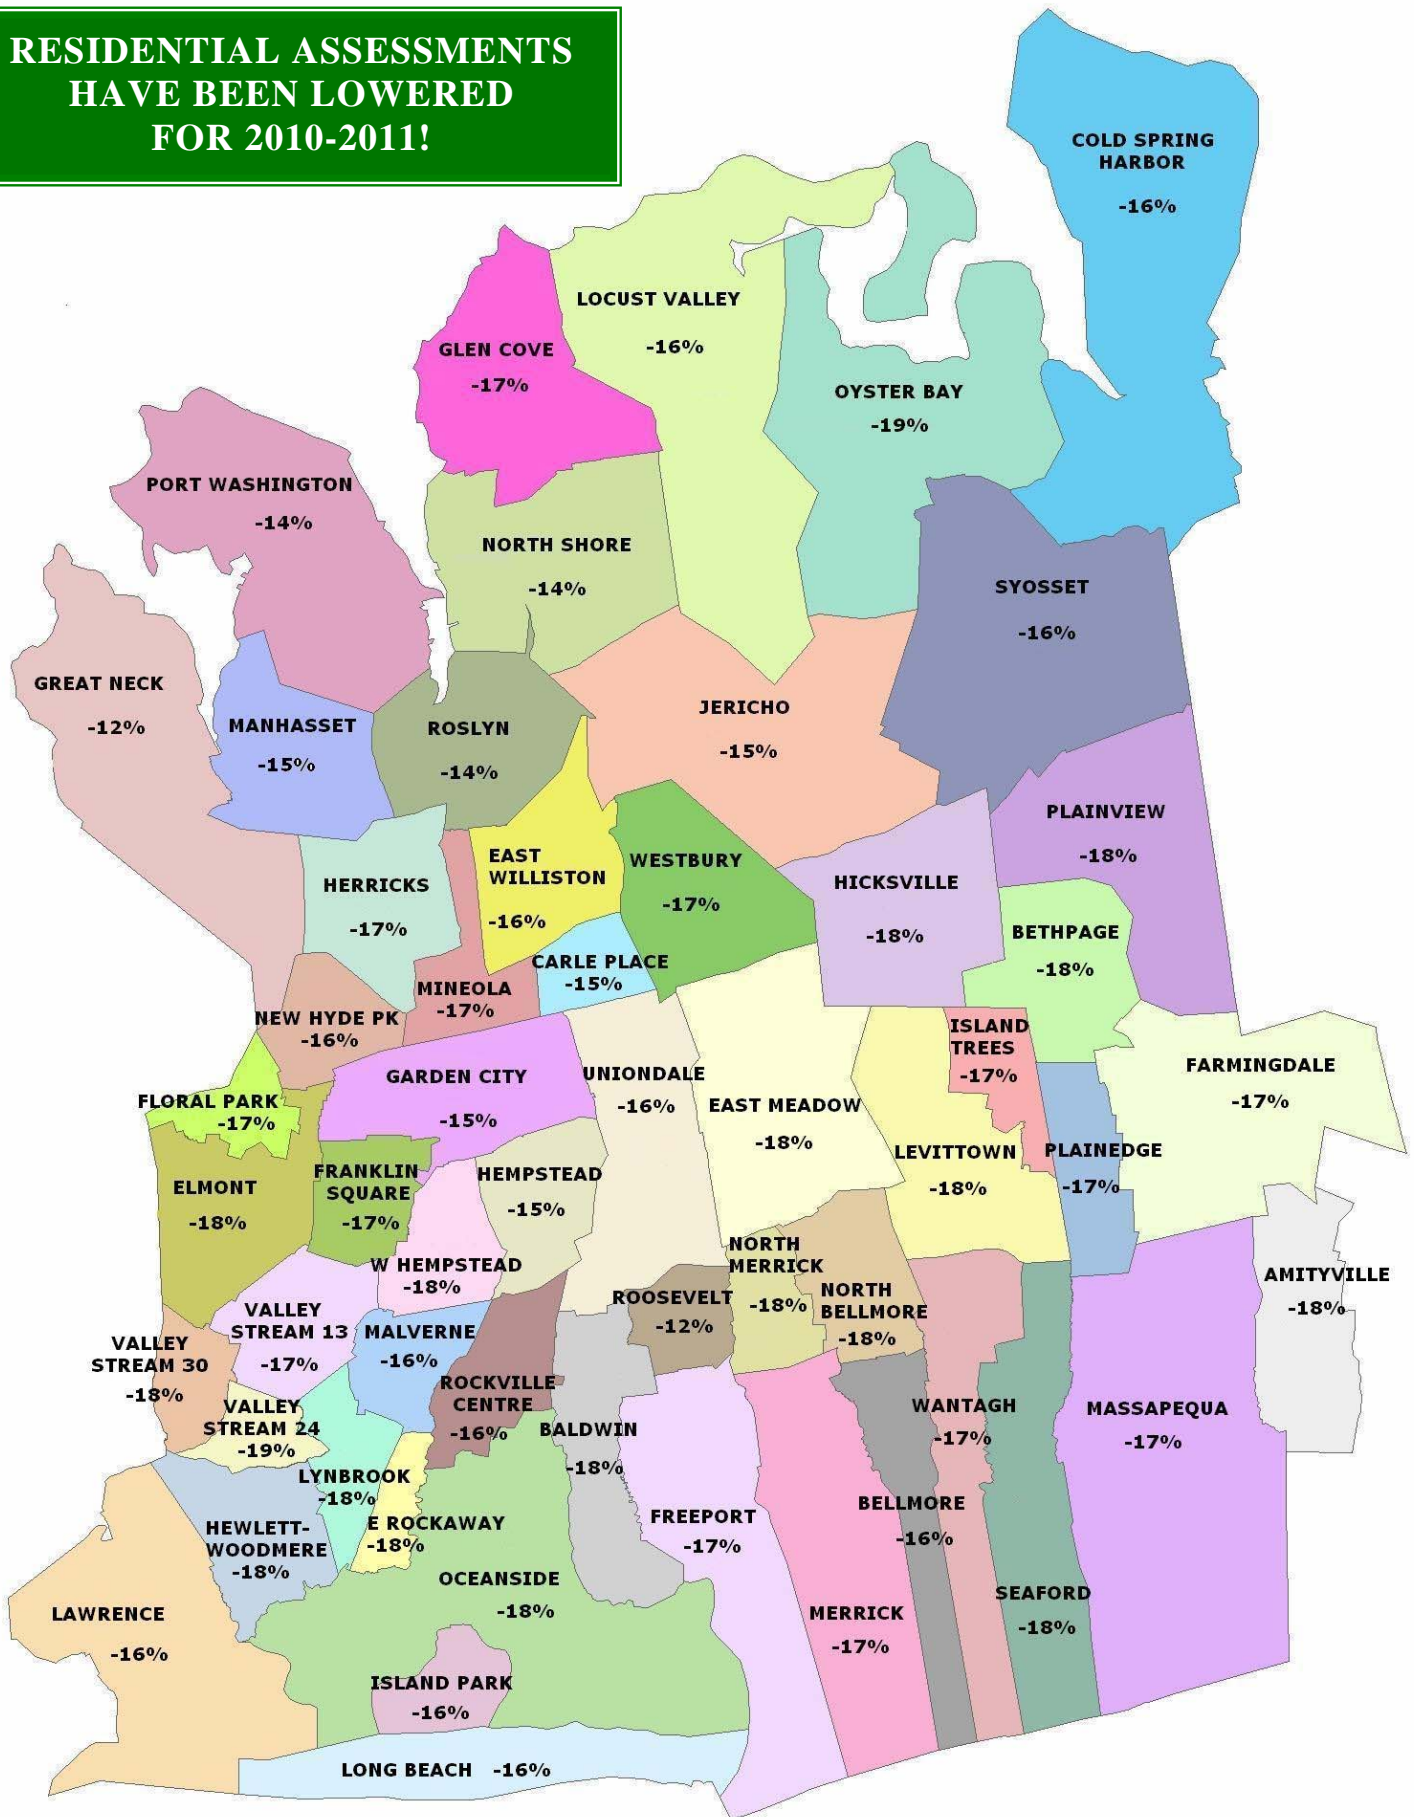 RESIDENTIAL ASSESSMENTS
HAVE BEEN LOWERED
FOR 2010-2011!
COLD SPRING
HARBOR
-16%
LOCUST VALLEY
-16%
GLEN COVE
-17%
OYSTER BAY
-19%
PORT WASHINGTON
-14%
NORTH SHORE
-14%
SYOSSET
-16%
GREAT NECK
-12%
MANHASSET
-15%
ROSLYN
-14%
JERICHO
-15%
PLAINVIEW
-18%
HERRICKS
-17%
EAST
WILLISTON
-16%
WESTBURY
-17%
HICKSVILLE
-18%
BETHPAGE
-18%
CARLE PLACE
-15%
MINEOLA
-17%
NEW HYDE PK
-16%
ISLAND
TREES
-17%
FARMINGDALE
-17%
GARDEN CITY
-15%
UNIONDALE
-16%
EAST MEADOW
-18%
FLORAL PARK
-17%
LEVITTOWN
-18%
PLAINEDGE
-17%
ELMONT
-18%
FRANKLIN
SQUARE
-17%
HEMPSTEAD
-15%
W HEMPSTEAD
-18%
NORTH
MERRICK
-18%
NORTH
BELLMORE
-18%
AMITYVILLE
-18%
ROOSEVELT
-12%
VALLEY
STREAM 13
-17%
MALVERNE
-16%
VALLEY
STREAM 30
-18%
ROCKVILLE
CENTRE
-16%
VALLEY
STREAM 24
-19%
BALDWIN
-18%
WANTAGH
-17%
MASSAPEQUA
-17%
LYNBROOK
-18%
E ROCKAWAY
-18%
HEWLETT-
WOODMERE
-18%
FREEPORT
-17%
BELLMORE
-16%
OCEANSIDE
-18%
SEAFORD
-18%
LAWRENCE
-16%
MERRICK
-17%
ISLAND PARK
-16%
LONG BEACH -16%